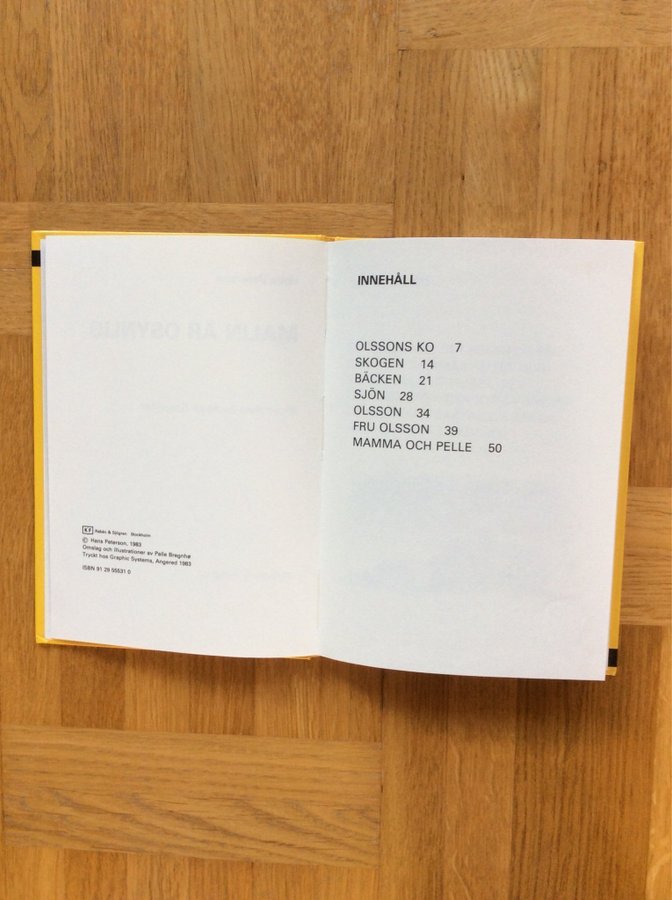 KF Rabén & Sjögren Stockholm
© Hans Peterson, 1983
Omslag och illustrationer av Pelle Bregnhø
Tryckt hos Graphic Systems, Angered 1983
ISBN 91 29 55531 0
INNEHÅLL
OLSSONS KO 7
SKOGEN 14
BÄCKEN 21
SJÖN 28
OLSSON 34
FRU OLSSON 39
MAMMA OCH PELLE 50